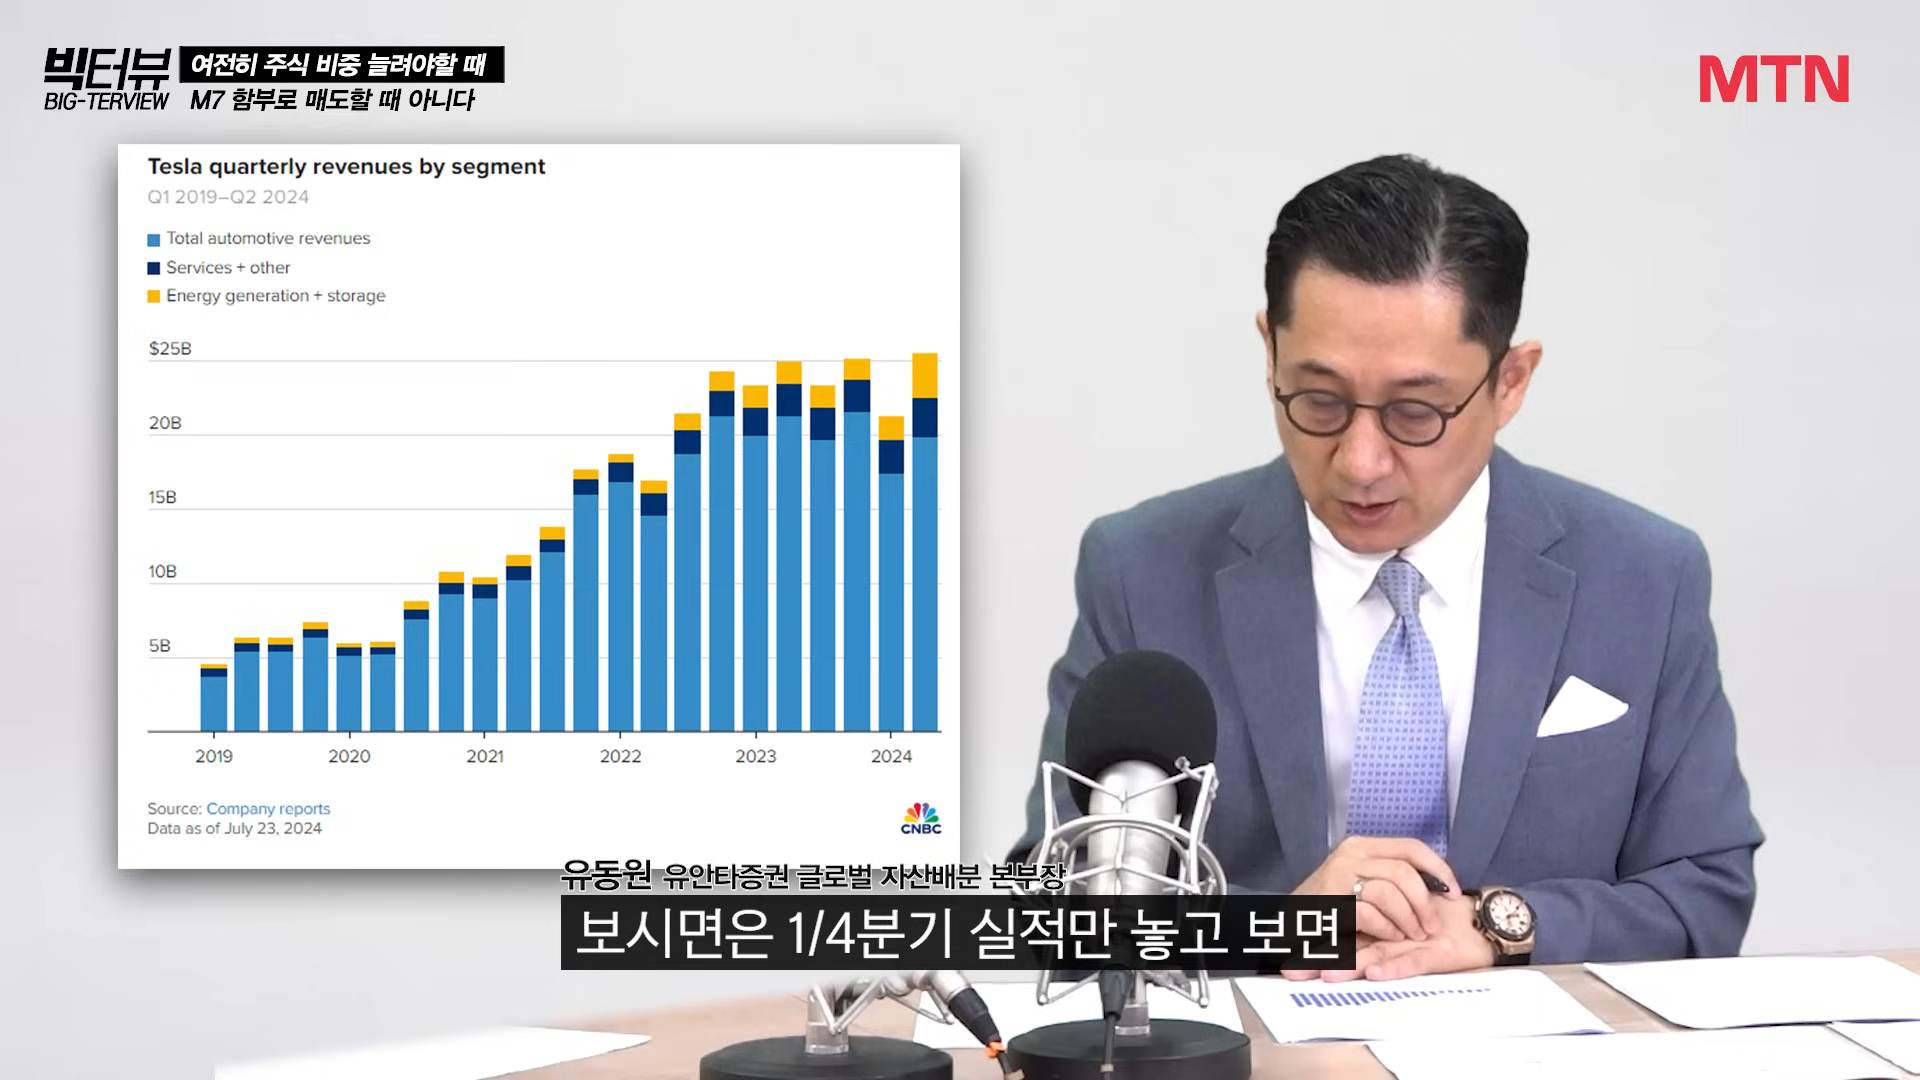 빅터뷰
BIG-TERVIEW
여전히 주식 비중 늘려야할 때
M7 함부로 매도할 때 아니다
MTN
Tesla quarterly revenues by segment
Q1 2019–Q2 2024
Total automotive revenues
Services + other
Energy generation + storage
$25B
20B
15B
10B
5B
2019 2020 2021 2022 2023 2024
Source: Company reports
Data as of July 23, 2024
CNBC
유동원 유안타증권 글로벌 자산배분 본부장
보시면은 1/4분기 실적만 놓고 보면